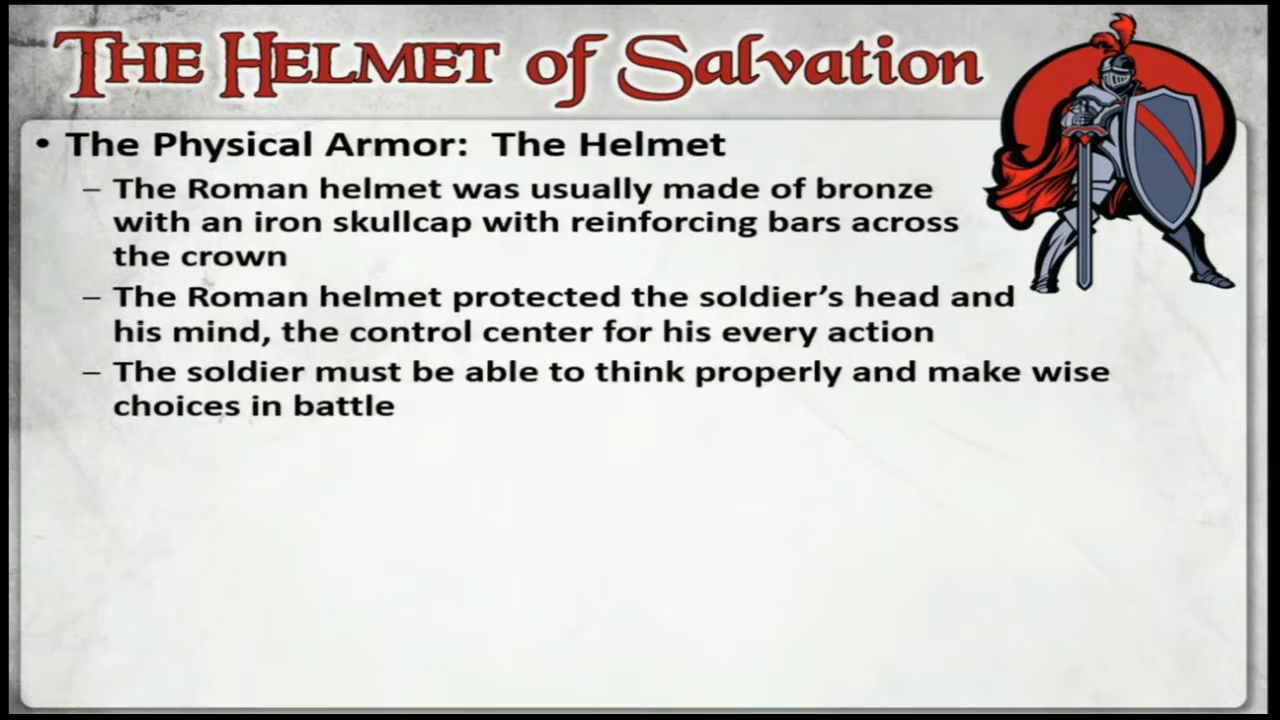 The Helmet of Salvation
• The Physical Armor:  The Helmet
– The Roman helmet was usually made of bronze
with an iron skullcap with reinforcing bars across
the crown
– The Roman helmet protected the soldier’s head and
his mind, the control center for his every action
– The soldier must be able to think properly and make wise
choices in battle